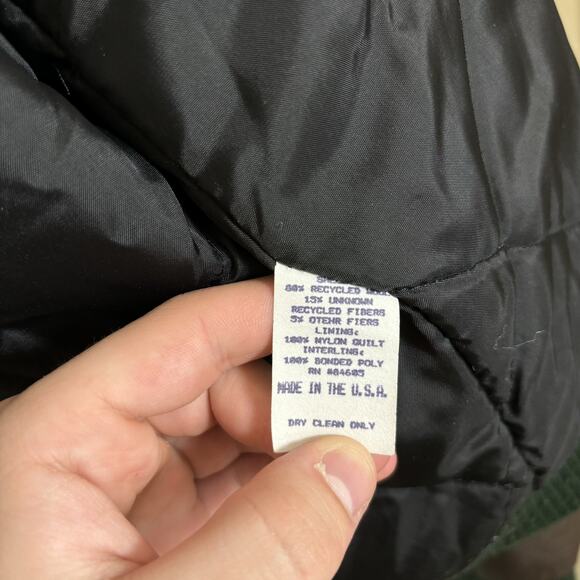 80% RECYCLED
15% UNKNOWN
RECYCLED FIBERS
5% OTEHR FIERS
LINING:
100% NYLON QUILT
INTERLING:
100% BONDED POLY
RN #84605
MADE IN THE U.S.A.
DRY CLEAN ONLY